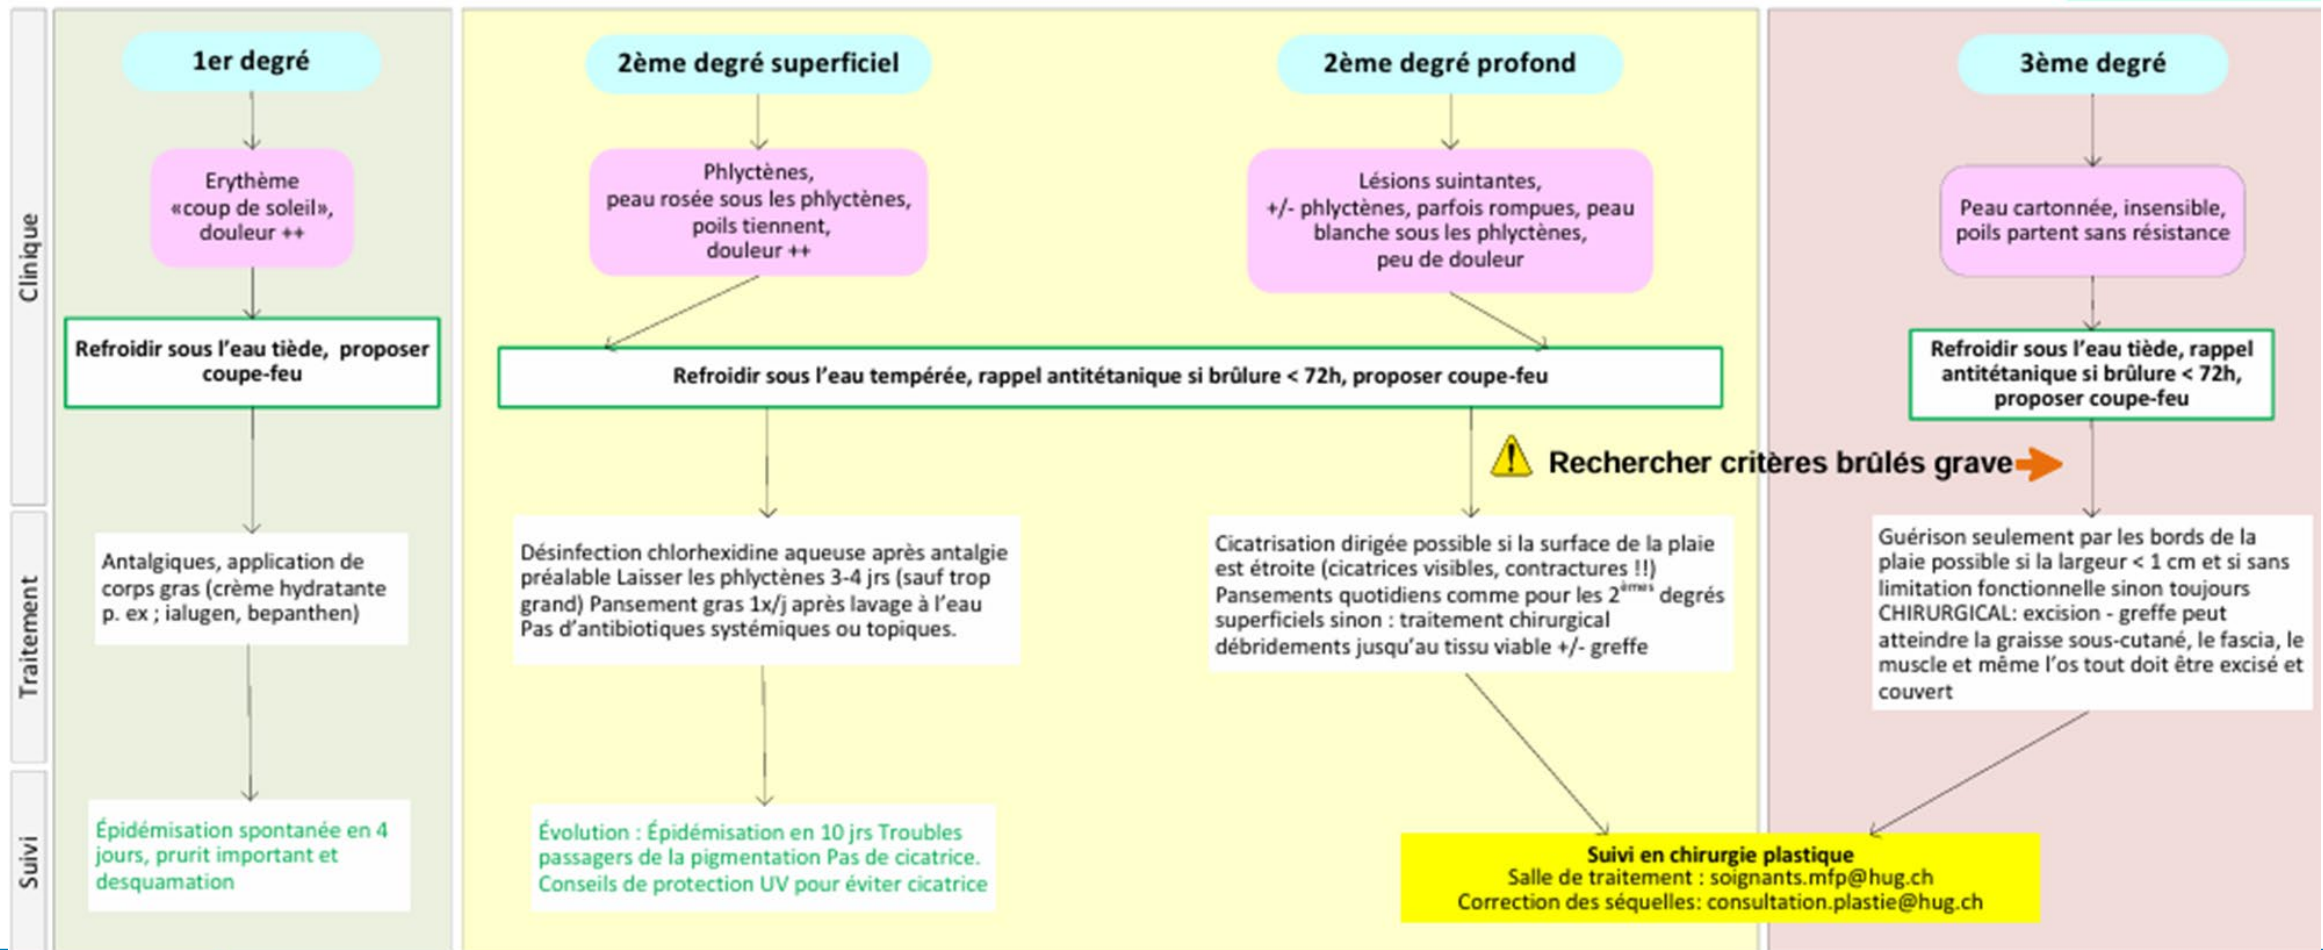 Clinique
Traitement
Suivi
1er degré
Erythème
«coup de soleil»,
douleur ++
Refroidir sous l'eau tiède, proposer
coupe-feu
Antalgiques, application de
corps gras (crème hydratante
p. ex ; ialugen, bepanthen)
Épidémisation spontanée en 4
jours, prurit important et
desquamation
2ème degré superficiel
Phlyctènes,
peau rosée sous les phlyctènes,
poils tiennent,
douleur ++
2ème degré profond
Lésions suintantes,
+/- phlyctènes, parfois rompues, peau
blanche sous les phlyctènes,
peu de douleur
Refroidir sous l'eau tempérée, rappel antitétanique si brûlure < 72h, proposer coupe-feu
Désinfection chlorhexidine aqueuse après antalgie
préalable Laisser les phlyctènes 3-4 jrs (sauf trop
grand) Pansement gras 1x/j après lavage à l'eau
Pas d'antibiotiques systémiques ou topiques.
Évolution : Épidémisation en 10 jrs Troubles
passagers de la pigmentation Pas de cicatrice.
Conseils de protection UV pour éviter cicatrice
Rechercher critères brûlés grave
Cicatrisation dirigée possible si la surface de la plaie
est étroite (cicatrices visibles, contractures !!)
Pansements quotidiens comme pour les 2èmes degrés
superficiels sinon : traitement chirurgical
débridements jusqu'au tissu viable +/- greffe
3ème degré
Peau cartonnée, insensible,
poils partent sans résistance
Refroidir sous l'eau tiède, rappel
antitétanique si brûlure < 72h,
proposer coupe-feu
Guérison seulement par les bords de la
plaie possible si la largeur < 1 cm et si sans
limitation fonctionnelle sinon toujours
CHIRURGICAL: excision - greffe peut
atteindre la graisse sous-cutané, le fascia, le
muscle et même l'os tout doit être excisé et
couvert
Suivi en chirurgie plastique
Salle de traitement : soignants.mfp@hug.ch
Correction des séquelles: consultation.plastie@hug.ch